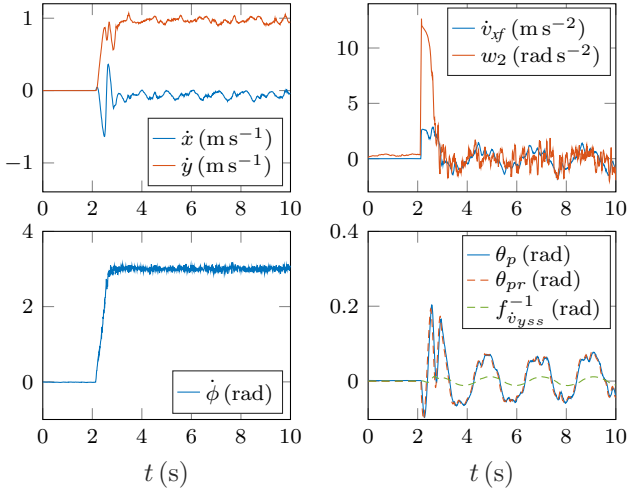 1
0
−1
ẋ (m s−1)
ẏ (m s−1)
0 2 4 6 8 10
10
5
0
v̇xf (m s−2)
w2 (rad s−2)
0 2 4 6 8 10
4
2
0
ϕ̇ (rad)
0 2 4 6 8 10
t (s)
0.4
0.2
0
θp (rad)
θpr (rad)
f−1v̇yss (rad)
0 2 4 6 8 10
t (s)